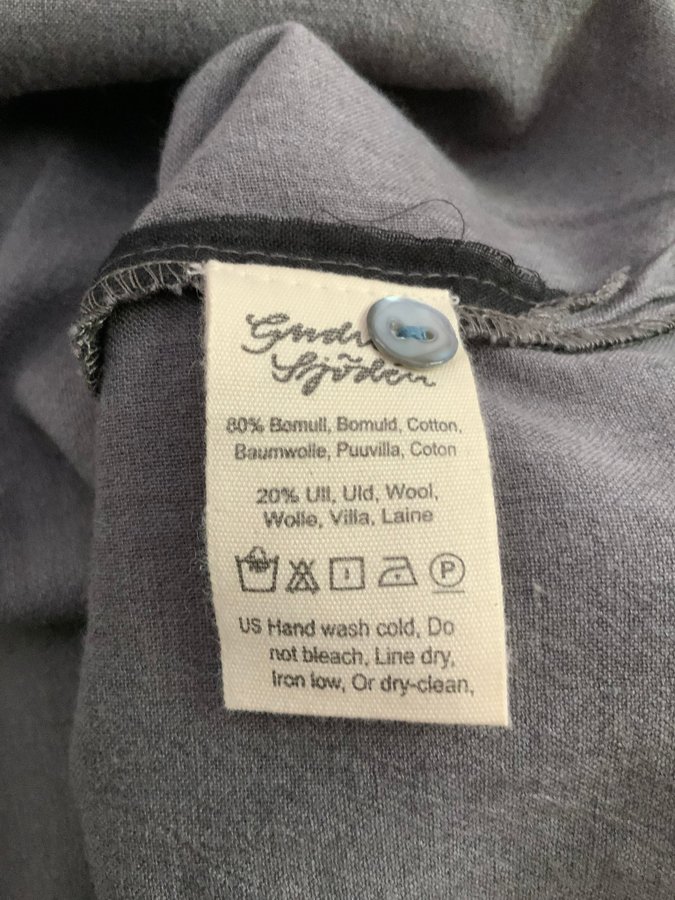 Sjöden
80% Bomull, Bomuld, Cotton,
Baumwolle, Puuvilla, Coton
20% Ull, Uld, Wool,
Wolle, Villa, Laine
P
US Hand wash cold, Do
not bleach, Line dry,
Iron low, Or dry-clean,